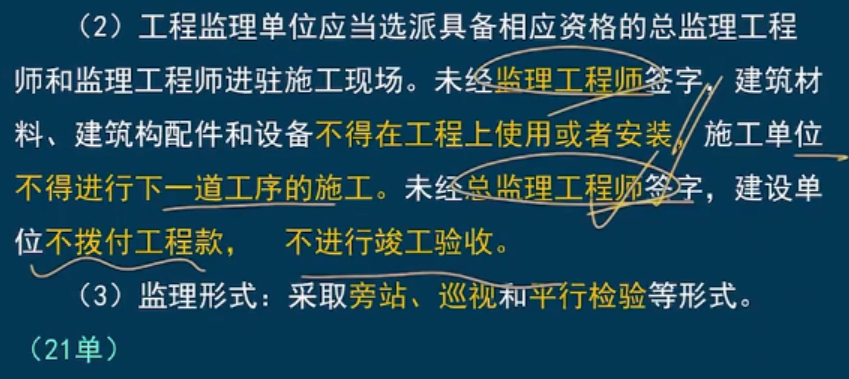 （2）工程监理单位应当选派具备相应资格的总监理工程
师和监理工程师进驻施工现场。未经监理工程师签字，建筑材
料、建筑构配件和设备不得在工程上使用或者安装，施工单位
不得进行下一道工序的施工。未经总监理工程师签字，建设单
位不拨付工程款， 不进行竣工验收。
（3）监理形式：采取旁站、巡视和平行检验等形式。
（21单）